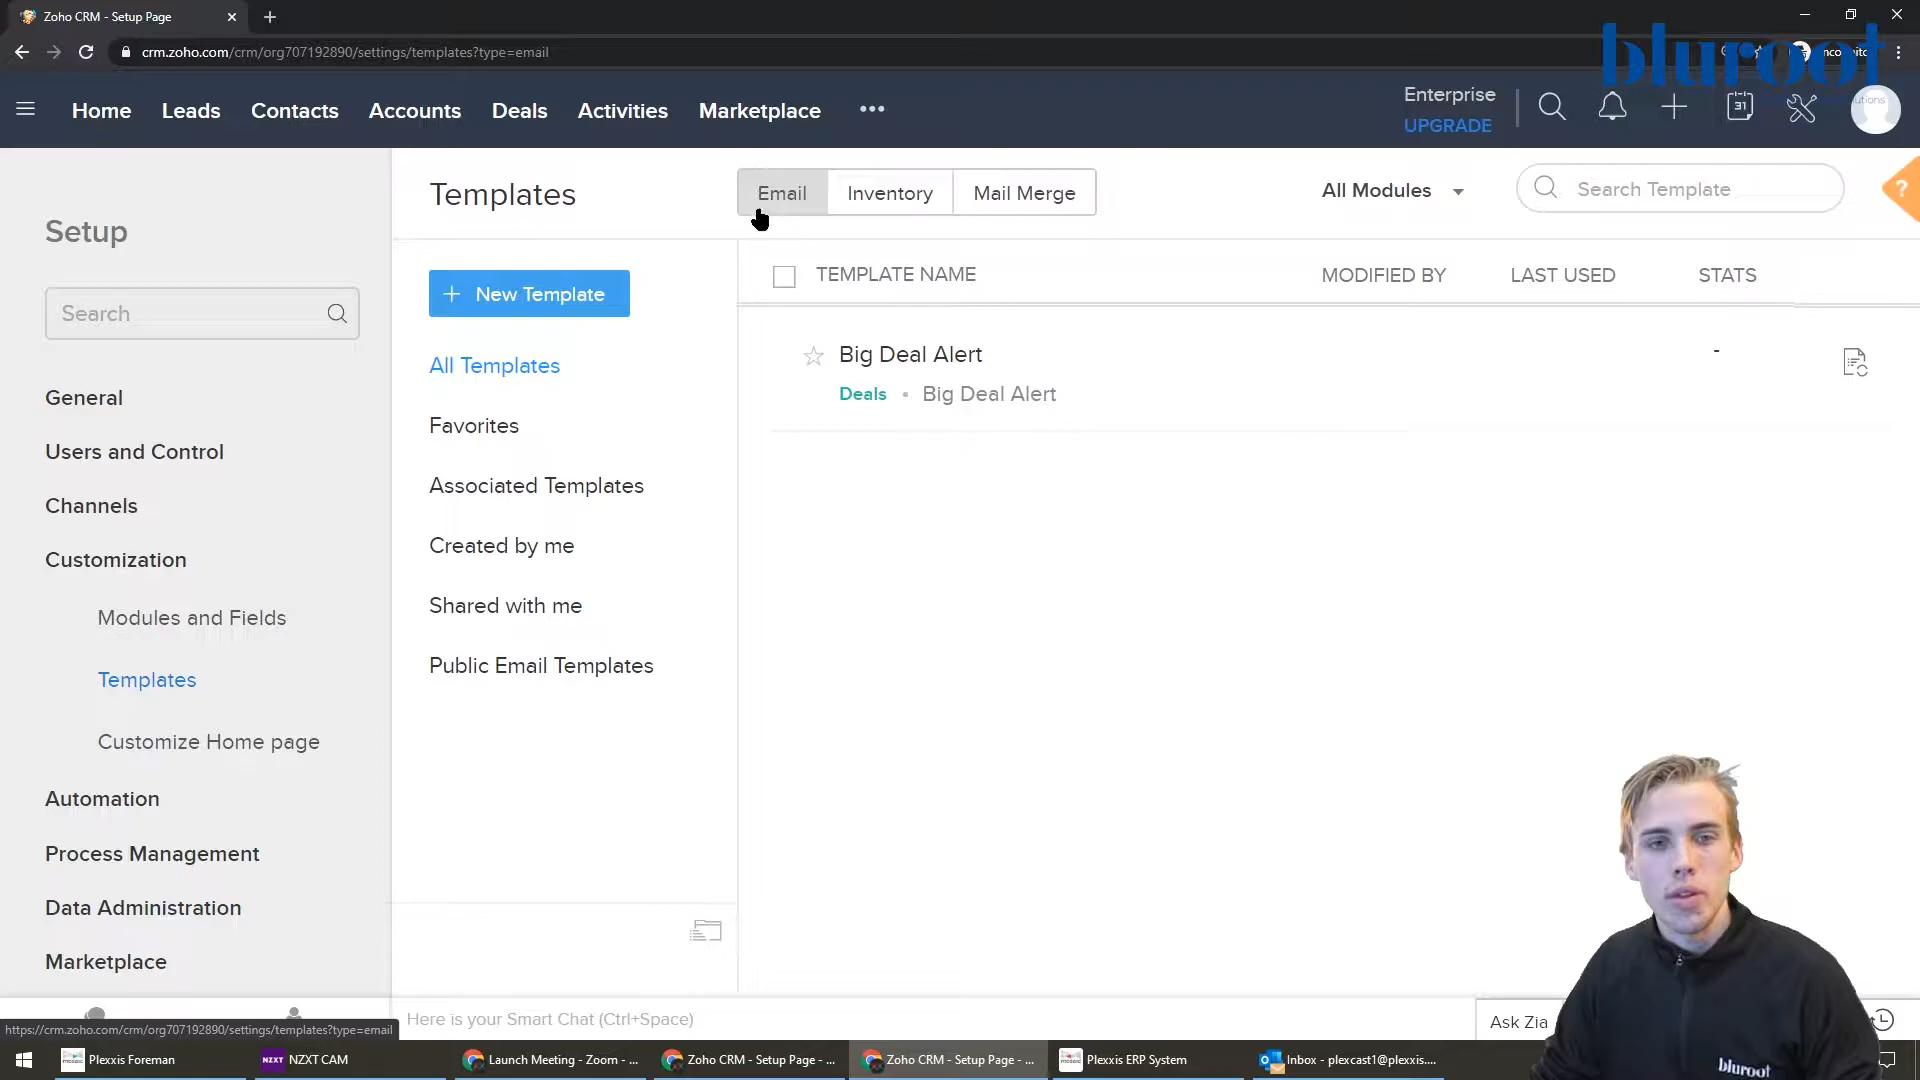 Zoho CRM - Setup Page
crm.zoho.com/crm/org707192890/settings/templates?type=email
bluroot
Home
Leads
Contacts
Accounts
Deals
Activities
Marketplace
Enterprise
UPGRADE
31
Setup
Search
General
Users and Control
Channels
Customization
Modules and Fields
Templates
Customize Home page
Automation
Process Management
Data Administration
Marketplace
Templates
Email
Inventory
Mail Merge
All Modules
Search Template
?
+ New Template
All Templates
Favorites
Associated Templates
Created by me
Shared with me
Public Email Templates
TEMPLATE NAME
MODIFIED BY
LAST USED
STATS
Big Deal Alert
-
Deals • Big Deal Alert
Here is your Smart Chat (Ctrl+Space)
Ask Zia
https://crm.zoho.com/crm/org707192890/settings/templates?type=email
Plexxis Foreman
NZXT CAM
Launch Meeting - Zoom - ...
Zoho CRM - Setup Page - ...
Zoho CRM - Setup Page - ...
Plexxis ERP System
Inbox - plexcast1@plexxis....
bluroot